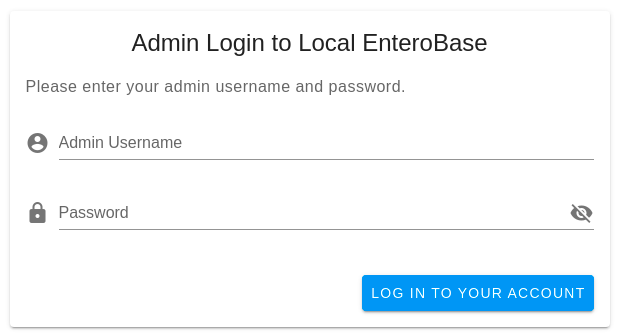 Admin Login to Local EnteroBase
Please enter your admin username and password.
Admin Username
Password
LOG IN TO YOUR ACCOUNT